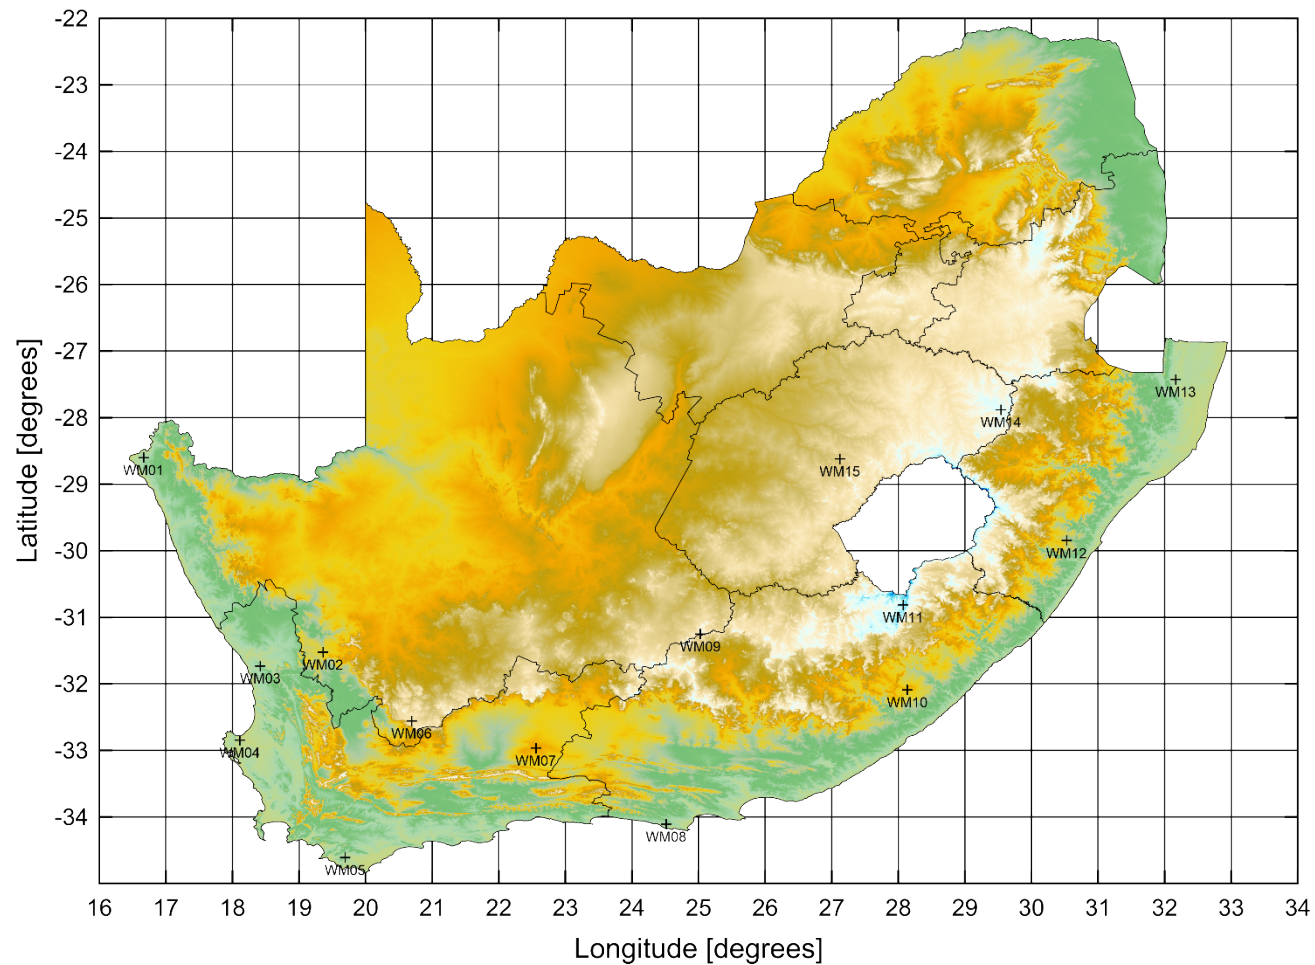 -22
-23
-24
-25
-26
-27
-28
-29
-30
-31
-32
-33
-34
Latitude [degrees]
WM13
WM14
WM01
WM15
WM12
WM11
WM09
WM02
WM03
WM10
WM06
WM04
WM07
WM08
WM05
16 17 18 19 20 21 22 23 24 25 26 27 28 29 30 31 32 33 34
Longitude [degrees]